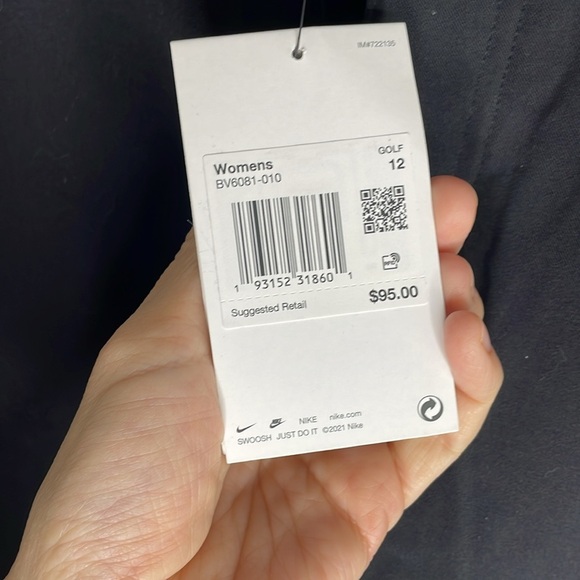 IM#722135
Womens
BV6081-010
GOLF
12
1 93152 31860 1
Suggested Retail
$95.00
NIKE nike.com
SWOOSH JUST DO IT ©2021 Nike